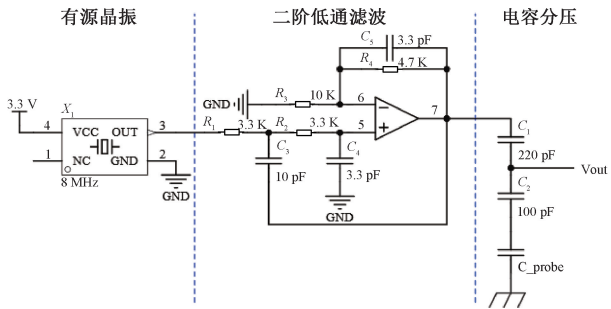 有源晶振
二阶低通滤波
电容分压
3.3 V
X₁
4
VCC
OUT
3
1
NC
GND
2
8 MHz
GND
R₁
3.3 K
R₂
3.3 K
C₃
10 pF
C₄
3.3 pF
GND
GND
R₃
10 K
C₅
3.3 pF
R₄
4.7 K
6
5
7
C₁
220 pF
Vout
C₂
100 pF
C_probe